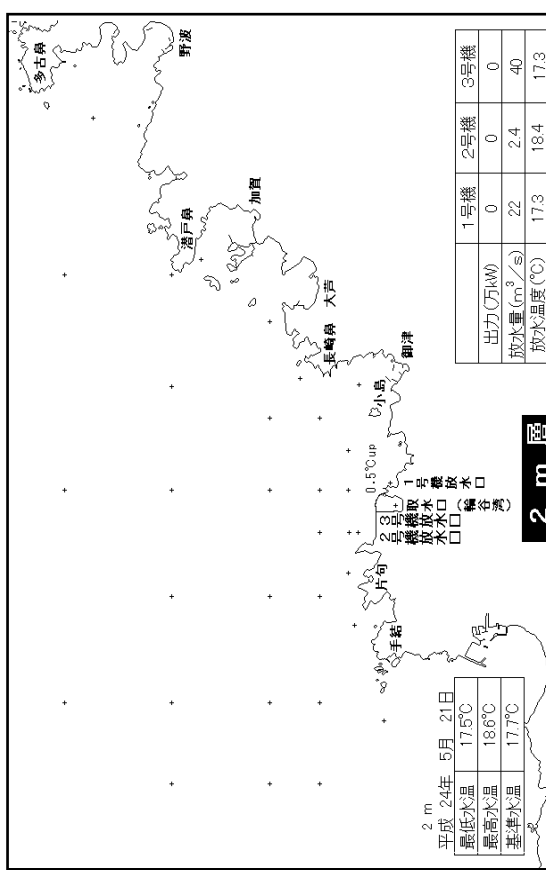 多古鼻
野波
潜戸鼻
加賀
大芦
長崎鼻
御津
小島
0.5℃up
1号機放水口
取水口（輪谷湾）
3号機放水口
2号機放水口
片句
手結
2 m
平成 24年 5月 21日
最低水温 17.5℃
最高水温 18.6℃
基準水温 17.7℃
2 m 層
1号機 2号機 3号機
出力(万kW) 0 0 0
放水量(m³/s) 22 2.4 40
放水温度(℃) 17.3 18.4 17.3